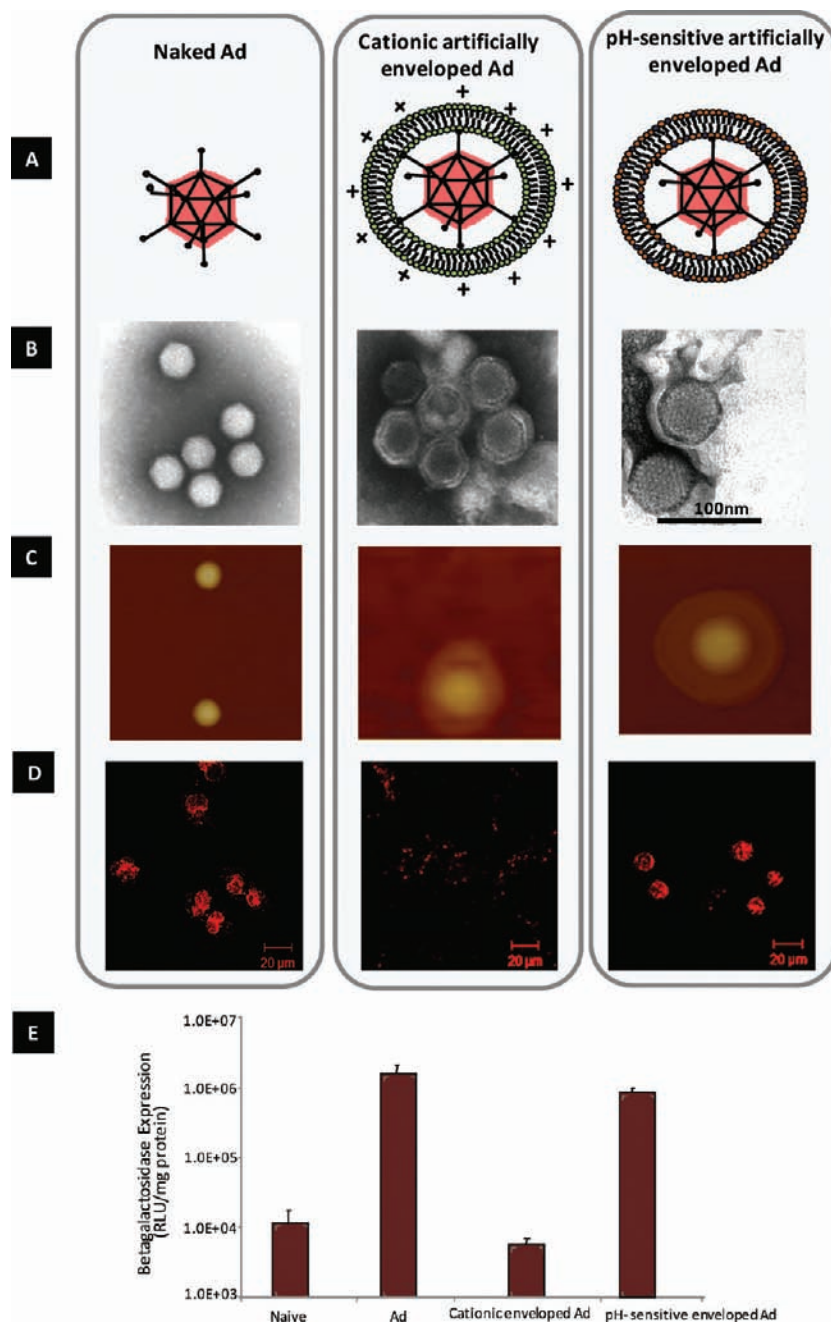 Naked Ad
Cationic artificially
enveloped Ad
pH-sensitive artificially
enveloped Ad
A
B
100nm
C
D
20 µm
20 µm
20 µm
E
Betagalactosidase Expression
(RLU/mg protein)
1.0E+07
1.0E+06
1.0E+05
1.0E+04
1.0E+03
Naive
Ad
Cationic enveloped Ad
pH- sensitive enveloped Ad